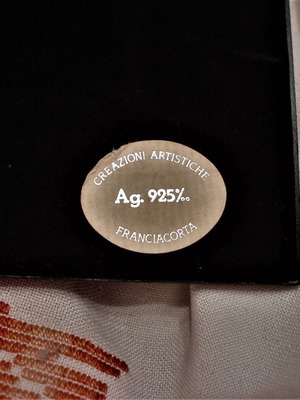 CREAZIONI ARTISTICHE
Ag. 925‰
FRANCIACORTA